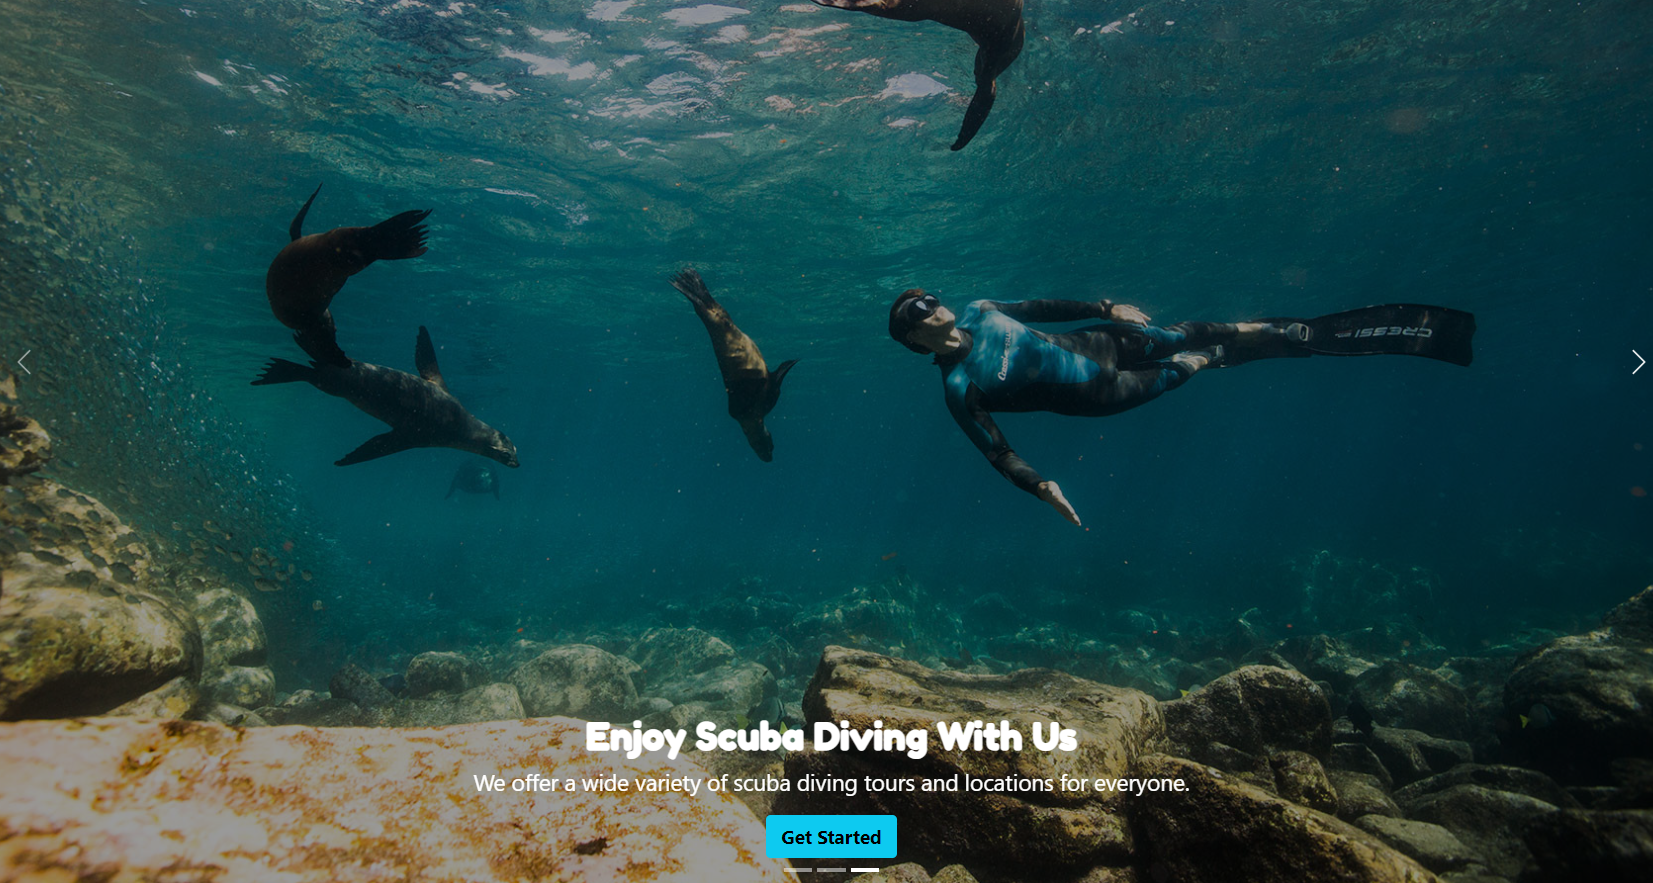 CRESSI
Enjoy Scuba Diving With Us
We offer a wide variety of scuba diving tours and locations for everyone.
Get Started